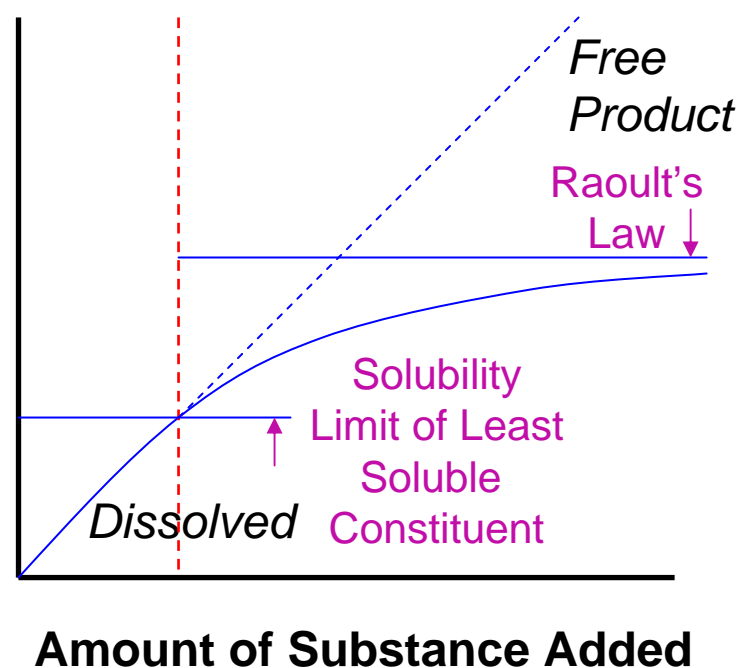 Free
Product
Raoult's
Law
Solubility
Limit of Least
Soluble
Dissolved
Constituent
Amount of Substance Added